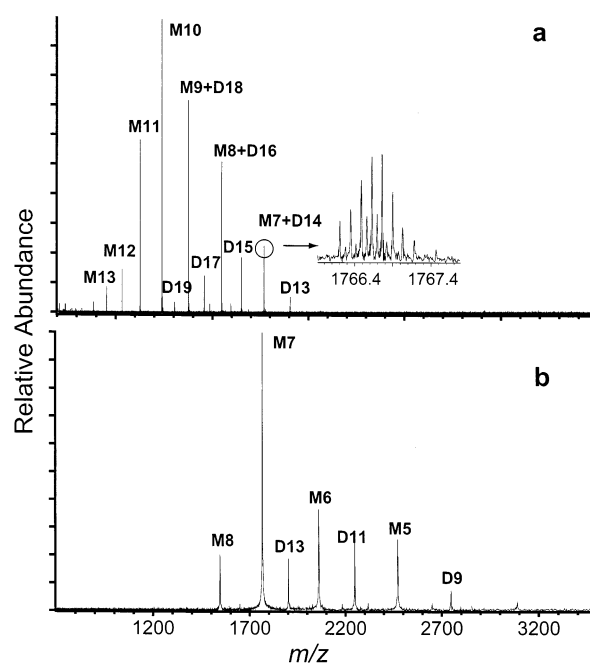 a
M10
M9+D18
M11
M8+D16
M7+D14
M12
D15
M13
D17
D19
D13
1766.4 1767.4
Relative Abundance
b
M7
M6
M8
D13
D11
M5
D9
1200 1700 2200 2700 3200
m/z